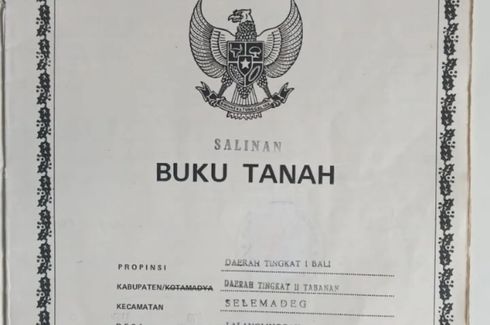 SALINAN
BUKU TANAH
PROPINSI DAERAH TINGKAT I BALI
KABUPATEN/KOTAMADYA DAERAH TINGKAT II TABANAN
KECAMATAN SELEMADEG